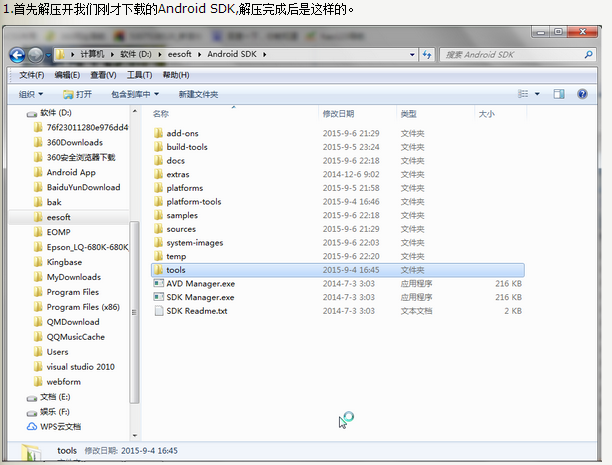 1.首先解压开我们刚才下载的Android SDK,解压完成后是这样的。
计算机 ▸ 软件 (D:) ▸ eesoft ▸ Android SDK ▸
搜索 Android SDK
文件(F) 编辑(E) 查看(V) 工具(T) 帮助(H)
组织 打开 包含到库中 新建文件夹
名称 修改日期 类型 大小
软件 (D:)
76f23011280e976dd4
360Downloads
360安全浏览器下载
Android App
BaiduYunDownload
bak
eesoft
EOMP
Epson_LQ-680K-680K
Kingbase
MyDownloads
Program Files
Program Files (x86)
QMDownload
QQMusicCache
Users
visual studio 2010
webform
文档 (E:)
娱乐 (F:)
WPS云文档
add-ons 2015-9-6 21:29 文件夹
build-tools 2015-9-5 23:24 文件夹
docs 2015-9-6 22:18 文件夹
extras 2014-12-6 9:02 文件夹
platforms 2015-9-5 21:58 文件夹
platform-tools 2015-9-4 16:46 文件夹
samples 2015-9-6 22:18 文件夹
sources 2015-9-6 21:29 文件夹
system-images 2015-9-6 22:03 文件夹
temp 2015-9-6 22:20 文件夹
tools 2015-9-4 16:45 文件夹
AVD Manager.exe 2014-7-3 3:03 应用程序 216 KB
SDK Manager.exe 2014-7-3 3:03 应用程序 216 KB
SDK Readme.txt 2014-7-3 3:03 文本文档 2 KB
tools 修改日期: 2015-9-4 16:45